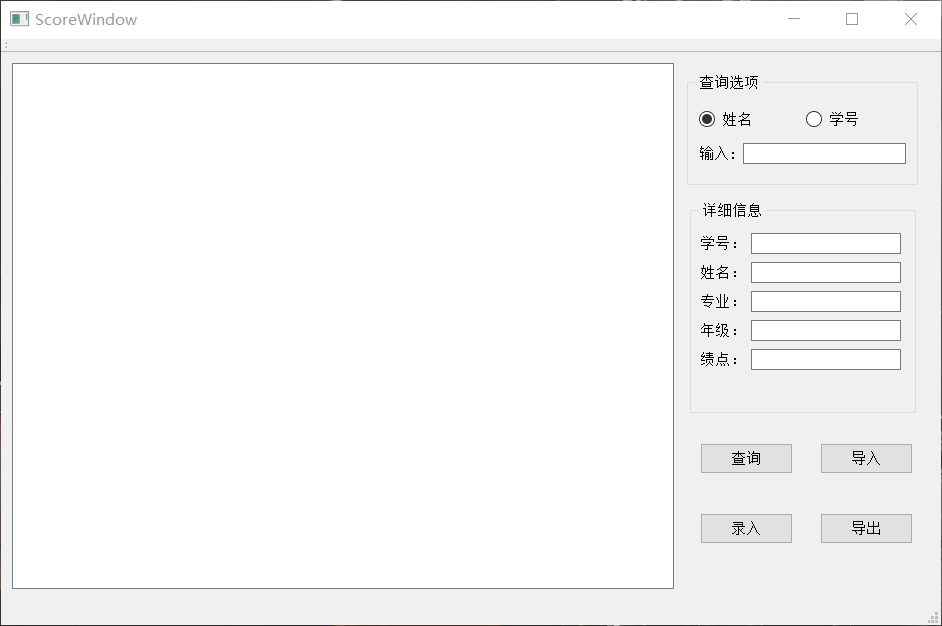 ScoreWindow
查询选项
姓名 学号
输入：
详细信息
学号：
姓名：
专业：
年级：
绩点：
查询 导入
录入 导出